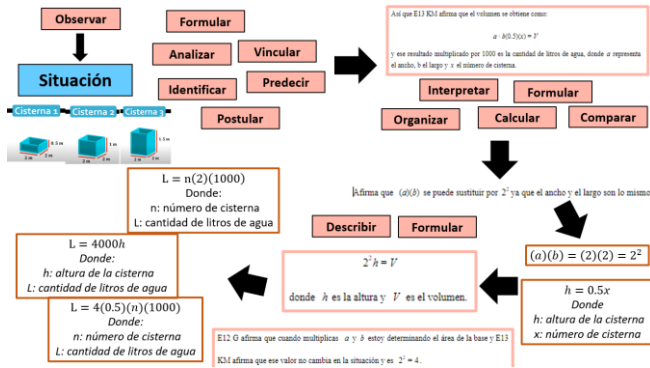 Observar
Situación
Cisterna 1
Cisterna 2
Cisterna 3
0.5 m
2 m
2 m
1 m
2 m
2 m
1.5 m
2 m
2 m
Formular
Analizar
Vincular
Identificar
Predecir
Postular
Así que E13 KM afirma que el volumen se obtiene como:
a · b(0.5)(x) = V
y ese resultado multiplicado por 1000 es la cantidad de litros de agua, donde a representa
el ancho, b el largo y x el número de cisterna.
Interpretar
Formular
Organizar
Calcular
Comparar
Afirma que (a)(b) se puede sustituir por 2² ya que el ancho y el largo son lo mismo
(a)(b) = (2)(2) = 2²
h = 0.5x
Donde
h: altura de la cisterna
x: número de cisterna
Describir
Formular
2²h = V
donde h es la altura y V es el volumen.
E12 G afirma que cuando multiplicas a y b estoy determinando el área de la base y E13
KM afirma que ese valor no cambia en la situación y es 2² = 4.
L = n(2)(1000)
Donde:
n: número de cisterna
L: cantidad de litros de agua
L = 4000h
Donde:
h: altura de la cisterna
L: cantidad de litros de agua
L = 4(0.5)(n)(1000)
Donde:
n: número de cisterna
L: cantidad de litros de agua